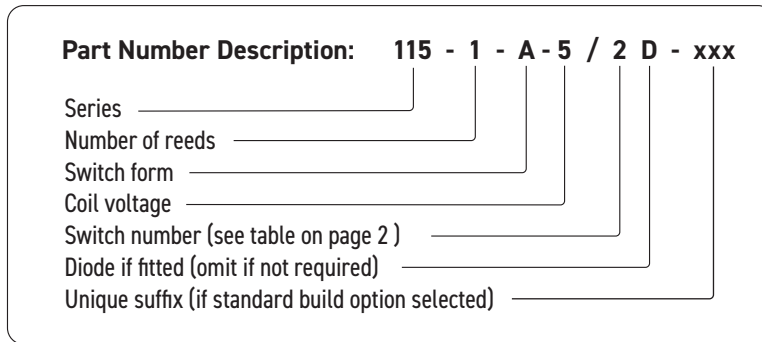 Part Number Description: 115 - 1 - A - 5 / 2 D - xxx
Series
Number of reeds
Switch form
Coil voltage
Switch number (see table on page 2 )
Diode if fitted (omit if not required)
Unique suffix (if standard build option selected)